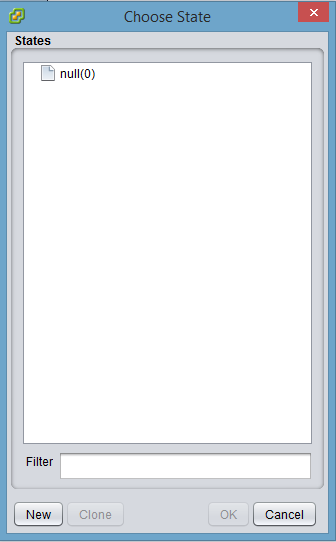 Choose State
States
null(0)
Filter
New
Clone
OK
Cancel